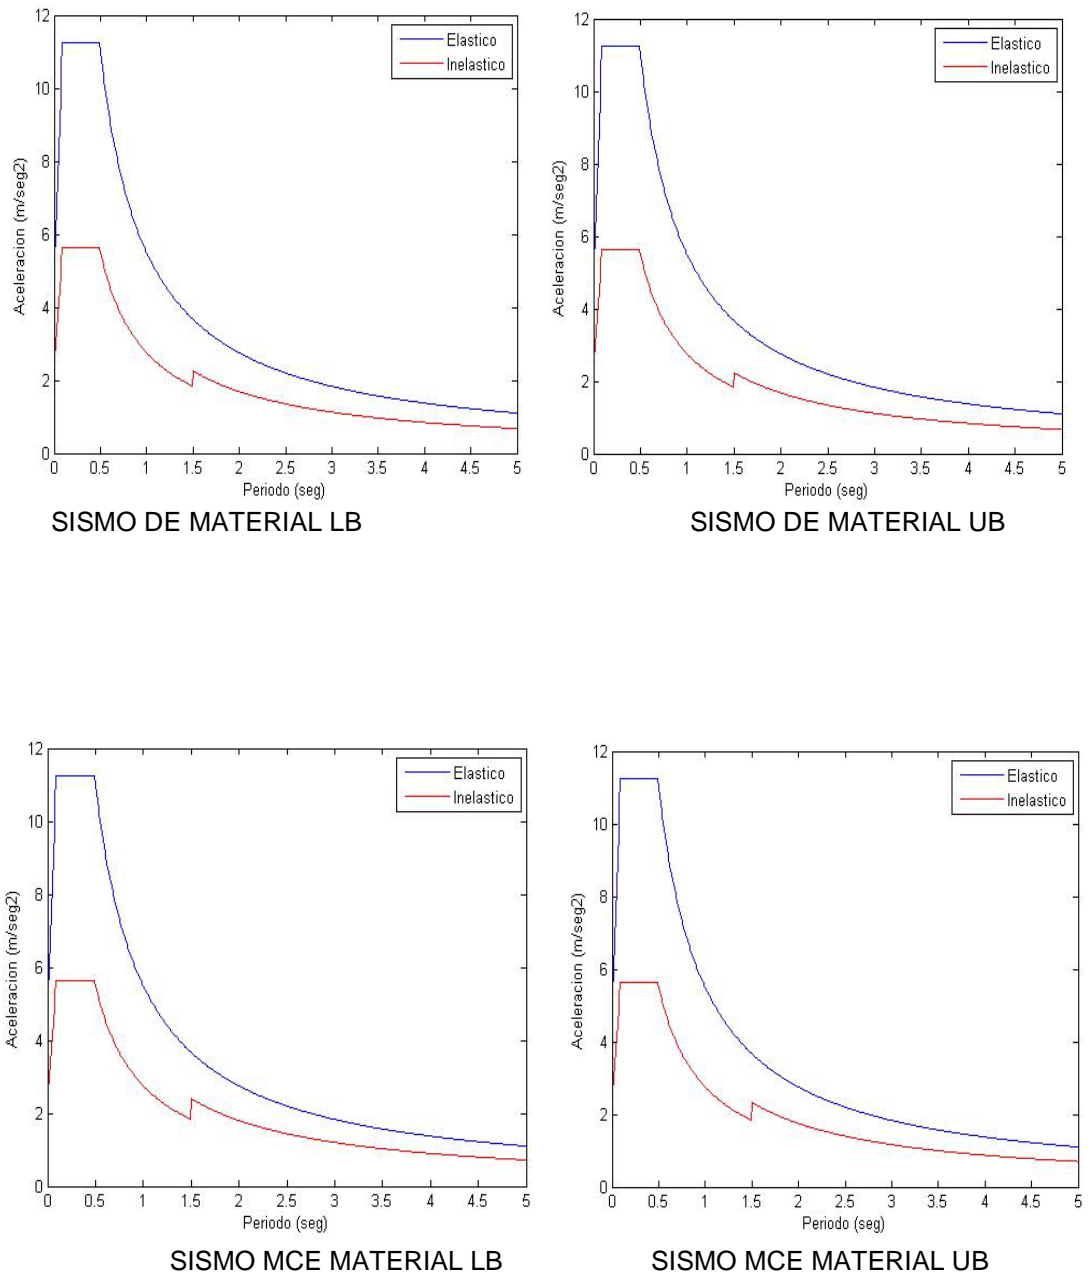 12
10
8
6
4
2
0
Aceleracion (m/seg2)
Elastico
Inelastico
0 0.5 1 1.5 2 2.5 3 3.5 4 4.5 5
Periodo (seg)
SISMO DE MATERIAL LB
12
10
8
6
4
2
0
Aceleracion (m/seg2)
Elastico
Inelastico
0 0.5 1 1.5 2 2.5 3 3.5 4 4.5 5
Periodo (seg)
SISMO DE MATERIAL UB
12
10
8
6
4
2
0
Aceleracion (m/seg2)
Elastico
Inelastico
0 0.5 1 1.5 2 2.5 3 3.5 4 4.5 5
Periodo (seg)
SISMO MCE MATERIAL LB
12
10
8
6
4
2
0
Aceleracion (m/seg2)
Elastico
Inelastico
0 0.5 1 1.5 2 2.5 3 3.5 4 4.5 5
Periodo (seg)
SISMO MCE MATERIAL UB